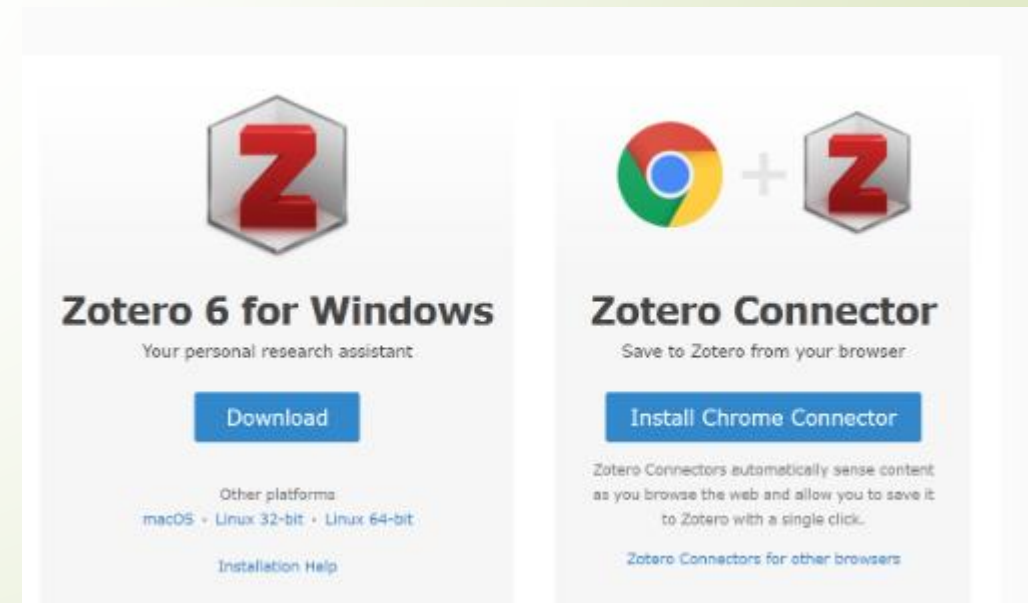 Z
Zotero 6 for Windows
Your personal research assistant
Download
Other platforms
macOS • Linux 32-bit • Linux 64-bit
Installation Help
+ Z
Zotero Connector
Save to Zotero from your browser
Install Chrome Connector
Zotero Connectors automatically sense content
as you browse the web and allow you to save it
to Zotero with a single click.
Zotero Connectors for other browsers